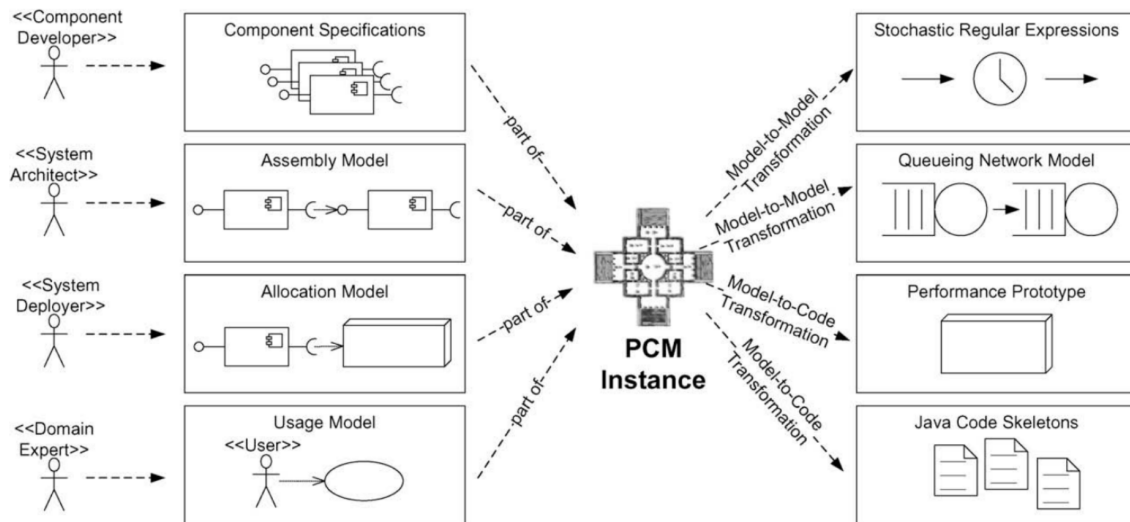 <<Component
Developer>>
Component Specifications
<<System
Architect>>
Assembly Model
<<System
Deployer>>
Allocation Model
<<Domain
Expert>>
Usage Model
<<User>>
part of
part of
part of
part of
PCM
Instance
Model-to-Model
Transformation
Model-to-Model
Transformation
Model-to-Code
Transformation
Model-to-Code
Transformation
Stochastic Regular Expressions
Queueing Network Model
Performance Prototype
Java Code Skeletons